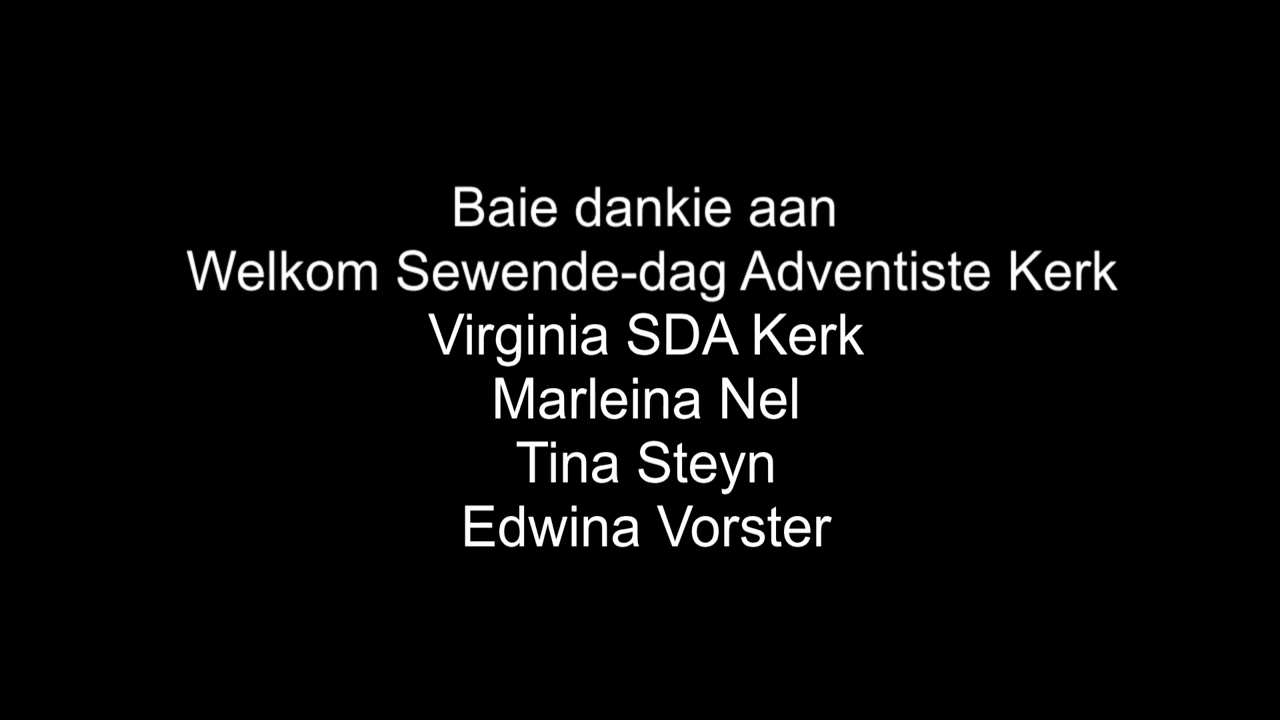 Baie dankie aan
Welkom Sewende-dag Adventiste Kerk
Virginia SDA Kerk
Marleina Nel
Tina Steyn
Edwina Vorster